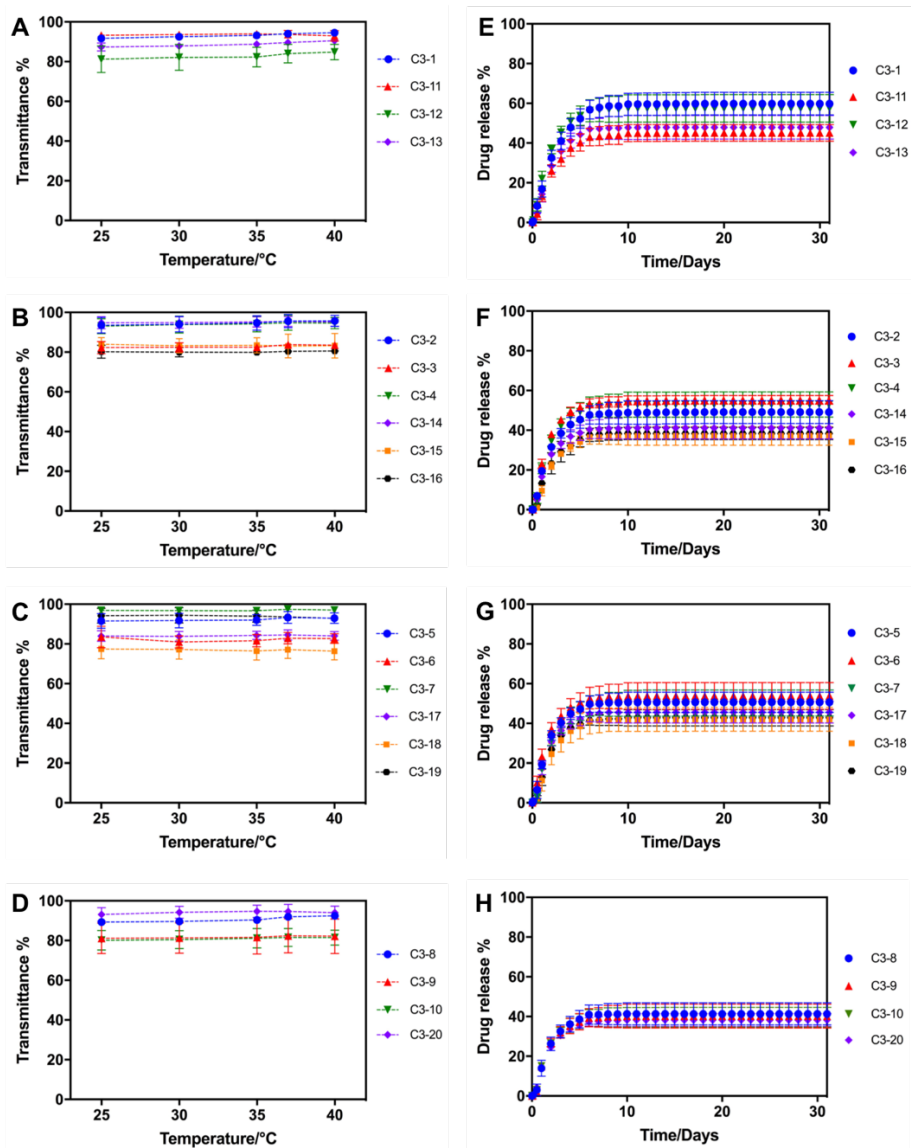 A
Transmittance %
100
80
60
40
20
0
25
30
35
40
Temperature/°C
C3-1
C3-11
C3-12
C3-13
E
Drug release %
100
80
60
40
20
0
0
10
20
30
Time/Days
C3-1
C3-11
C3-12
C3-13
B
Transmittance %
100
80
60
40
20
0
25
30
35
40
Temperature/°C
C3-2
C3-3
C3-4
C3-14
C3-15
C3-16
F
Drug release %
100
80
60
40
20
0
0
10
20
30
Time/Days
C3-2
C3-3
C3-4
C3-14
C3-15
C3-16
C
Transmittance %
100
80
60
40
20
0
25
30
35
40
Temperature/°C
C3-5
C3-6
C3-7
C3-17
C3-18
C3-19
G
Drug release %
100
80
60
40
20
0
0
10
20
30
Time/Days
C3-5
C3-6
C3-7
C3-17
C3-18
C3-19
D
Transmittance %
100
80
60
40
20
0
25
30
35
40
Temperature/°C
C3-8
C3-9
C3-10
C3-20
H
Drug release %
100
80
60
40
20
0
0
10
20
30
Time/Days
C3-8
C3-9
C3-10
C3-20